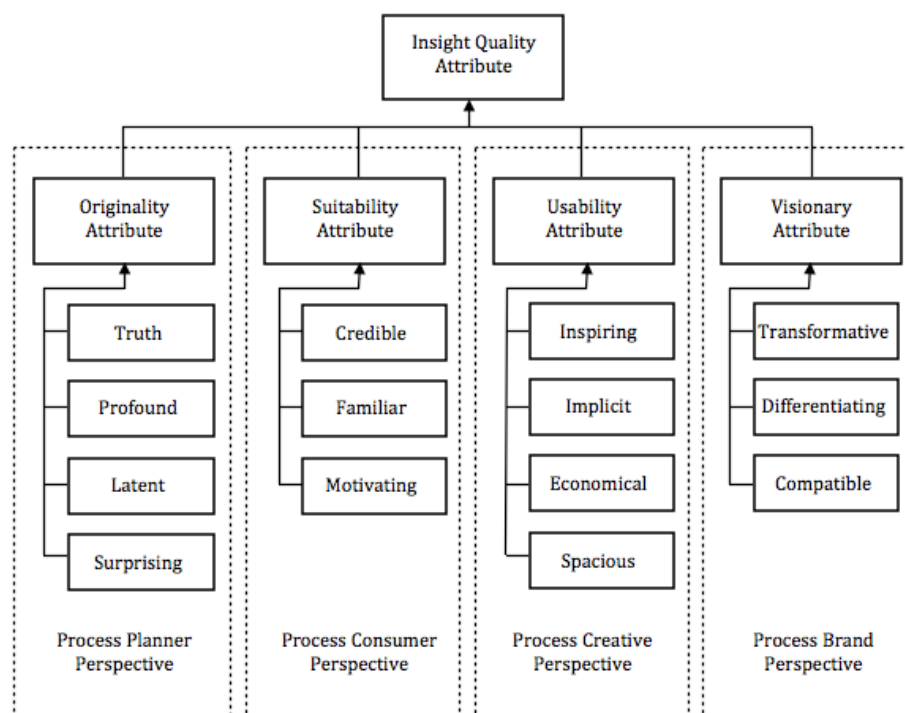 Insight Quality
Attribute
Originality
Attribute
Suitability
Attribute
Usability
Attribute
Visionary
Attribute
Truth
Credible
Inspiring
Transformative
Profound
Familiar
Implicit
Differentiating
Latent
Motivating
Economical
Compatible
Surprising
Spacious
Process Planner
Perspective
Process Consumer
Perspective
Process Creative
Perspective
Process Brand
Perspective